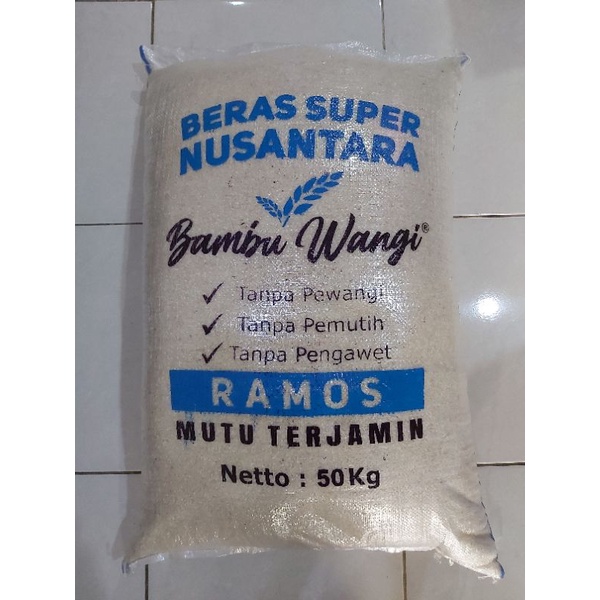 BERAS SUPER
NUSANTARA
Bambu Wangi®
✓ Tanpa Pewangi
✓ Tanpa Pemutih
✓ Tanpa Pengawet
RAMOS
MUTU TERJAMIN
Netto : 50Kg